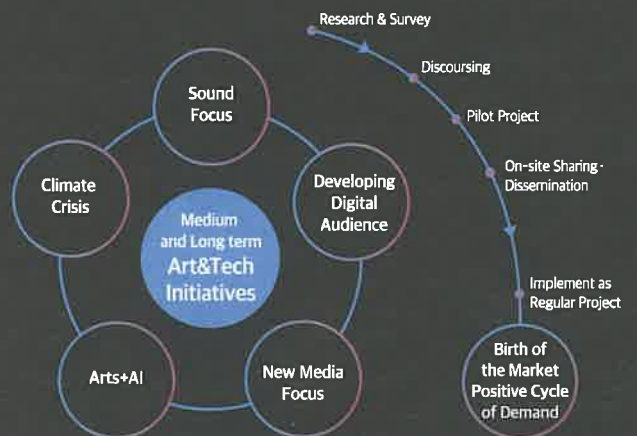 Sound
Focus
Climate
Crisis
Developing
Digital
Audience
Medium
and Long term
Art&Tech
Initiatives
Arts+AI
New Media
Focus
Research & Survey
Discoursing
Pilot Project
On-site Sharing·
Dissemination
Implement as
Regular Project
Birth of
the Market
Positive Cycle
of Demand